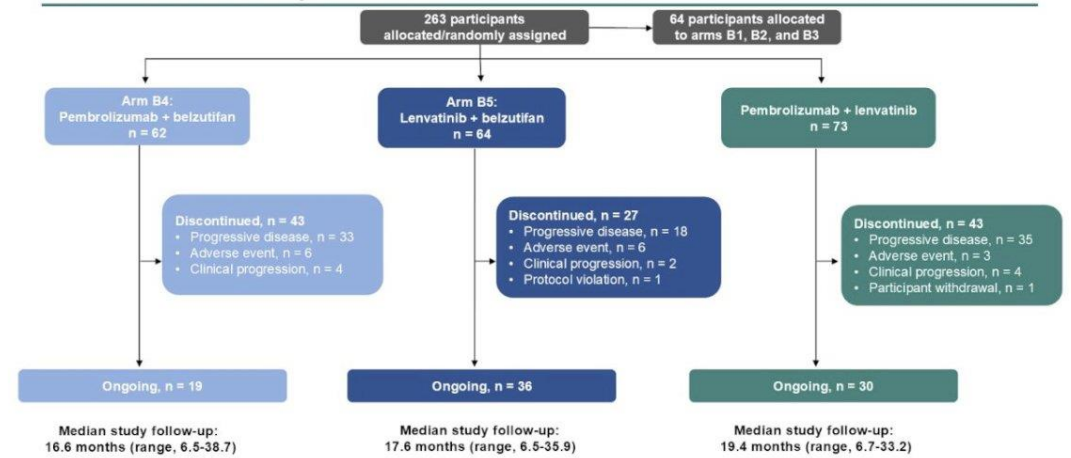 263 participants
allocated/randomly assigned
64 participants allocated
to arms B1, B2, and B3
Arm B4:
Pembrolizumab + belzutifan
n = 62
Arm B5:
Lenvatinib + belzutifan
n = 64
Pembrolizumab + lenvatinib
n = 73
Discontinued, n = 43
• Progressive disease, n = 33
• Adverse event, n = 6
• Clinical progression, n = 4
Discontinued, n = 27
• Progressive disease, n = 18
• Adverse event, n = 6
• Clinical progression, n = 2
• Protocol violation, n = 1
Discontinued, n = 43
• Progressive disease, n = 35
• Adverse event, n = 3
• Clinical progression, n = 4
• Participant withdrawal, n = 1
Ongoing, n = 19
Ongoing, n = 36
Ongoing, n = 30
Median study follow-up:
16.6 months (range, 6.5-38.7)
Median study follow-up:
17.6 months (range, 6.5-35.9)
Median study follow-up:
19.4 months (range, 6.7-33.2)